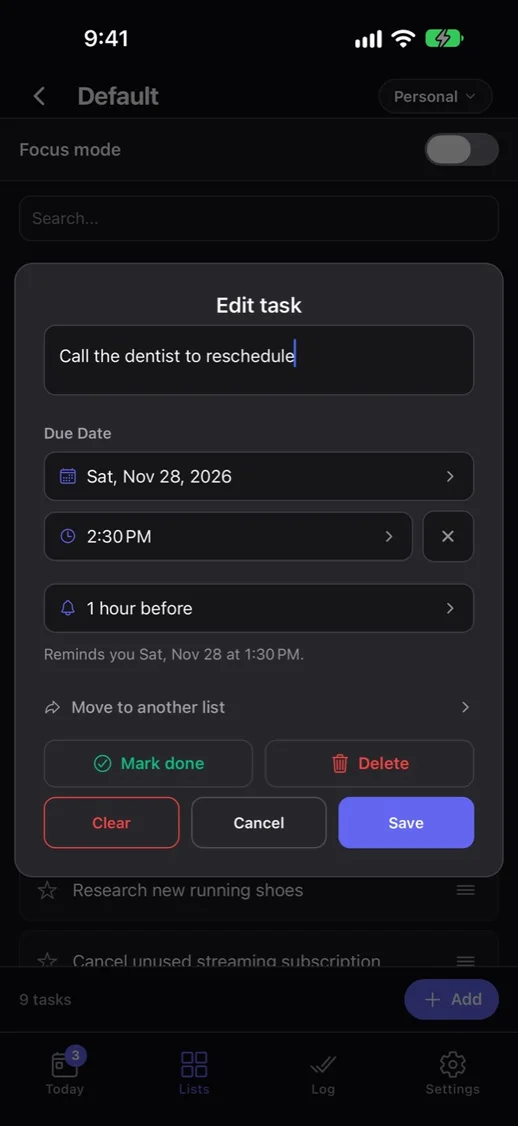 9:41
Default
Personal
Focus mode
Search...
Edit task
Call the dentist to reschedule
Due Date
Sat, Nov 28, 2026
2:30 PM
1 hour before
Reminds you Sat, Nov 28 at 1:30 PM.
Move to another list
Mark done
Delete
Clear
Cancel
Save
Research new running shoes
Cancel unused streaming subscription
9 tasks
Add
3
Today
Lists
Log
Settings